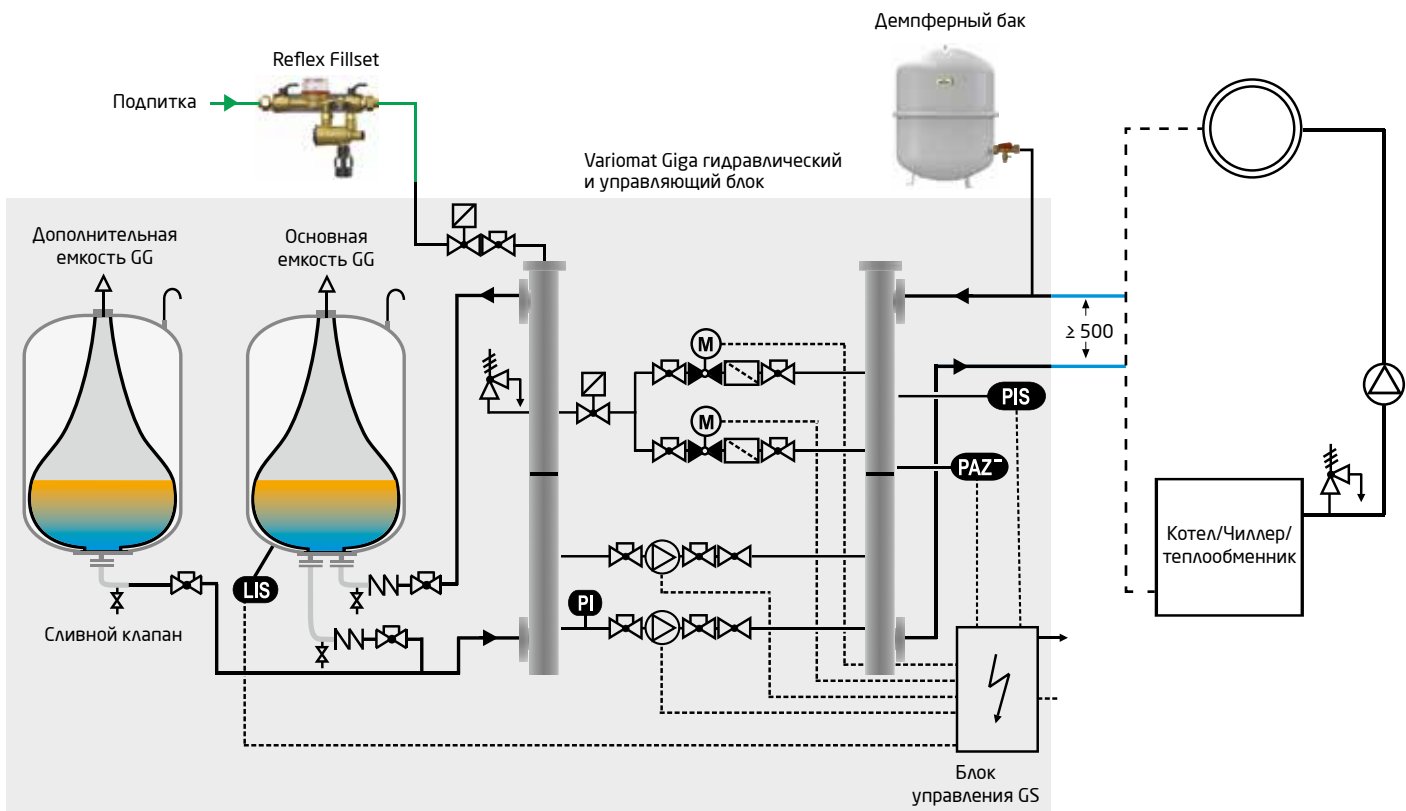 Демпферный бак
Reflex Fillset
Подпитка
Variomat Giga гидравлический
и управляющий блок
Дополнительная
емкость GG
Основная
емкость GG
≥ 500
M
PIS
M
PAZ⁻
Котел/Чиллер/
теплообменник
LIS
PI
Сливной клапан
Блок
управления GS